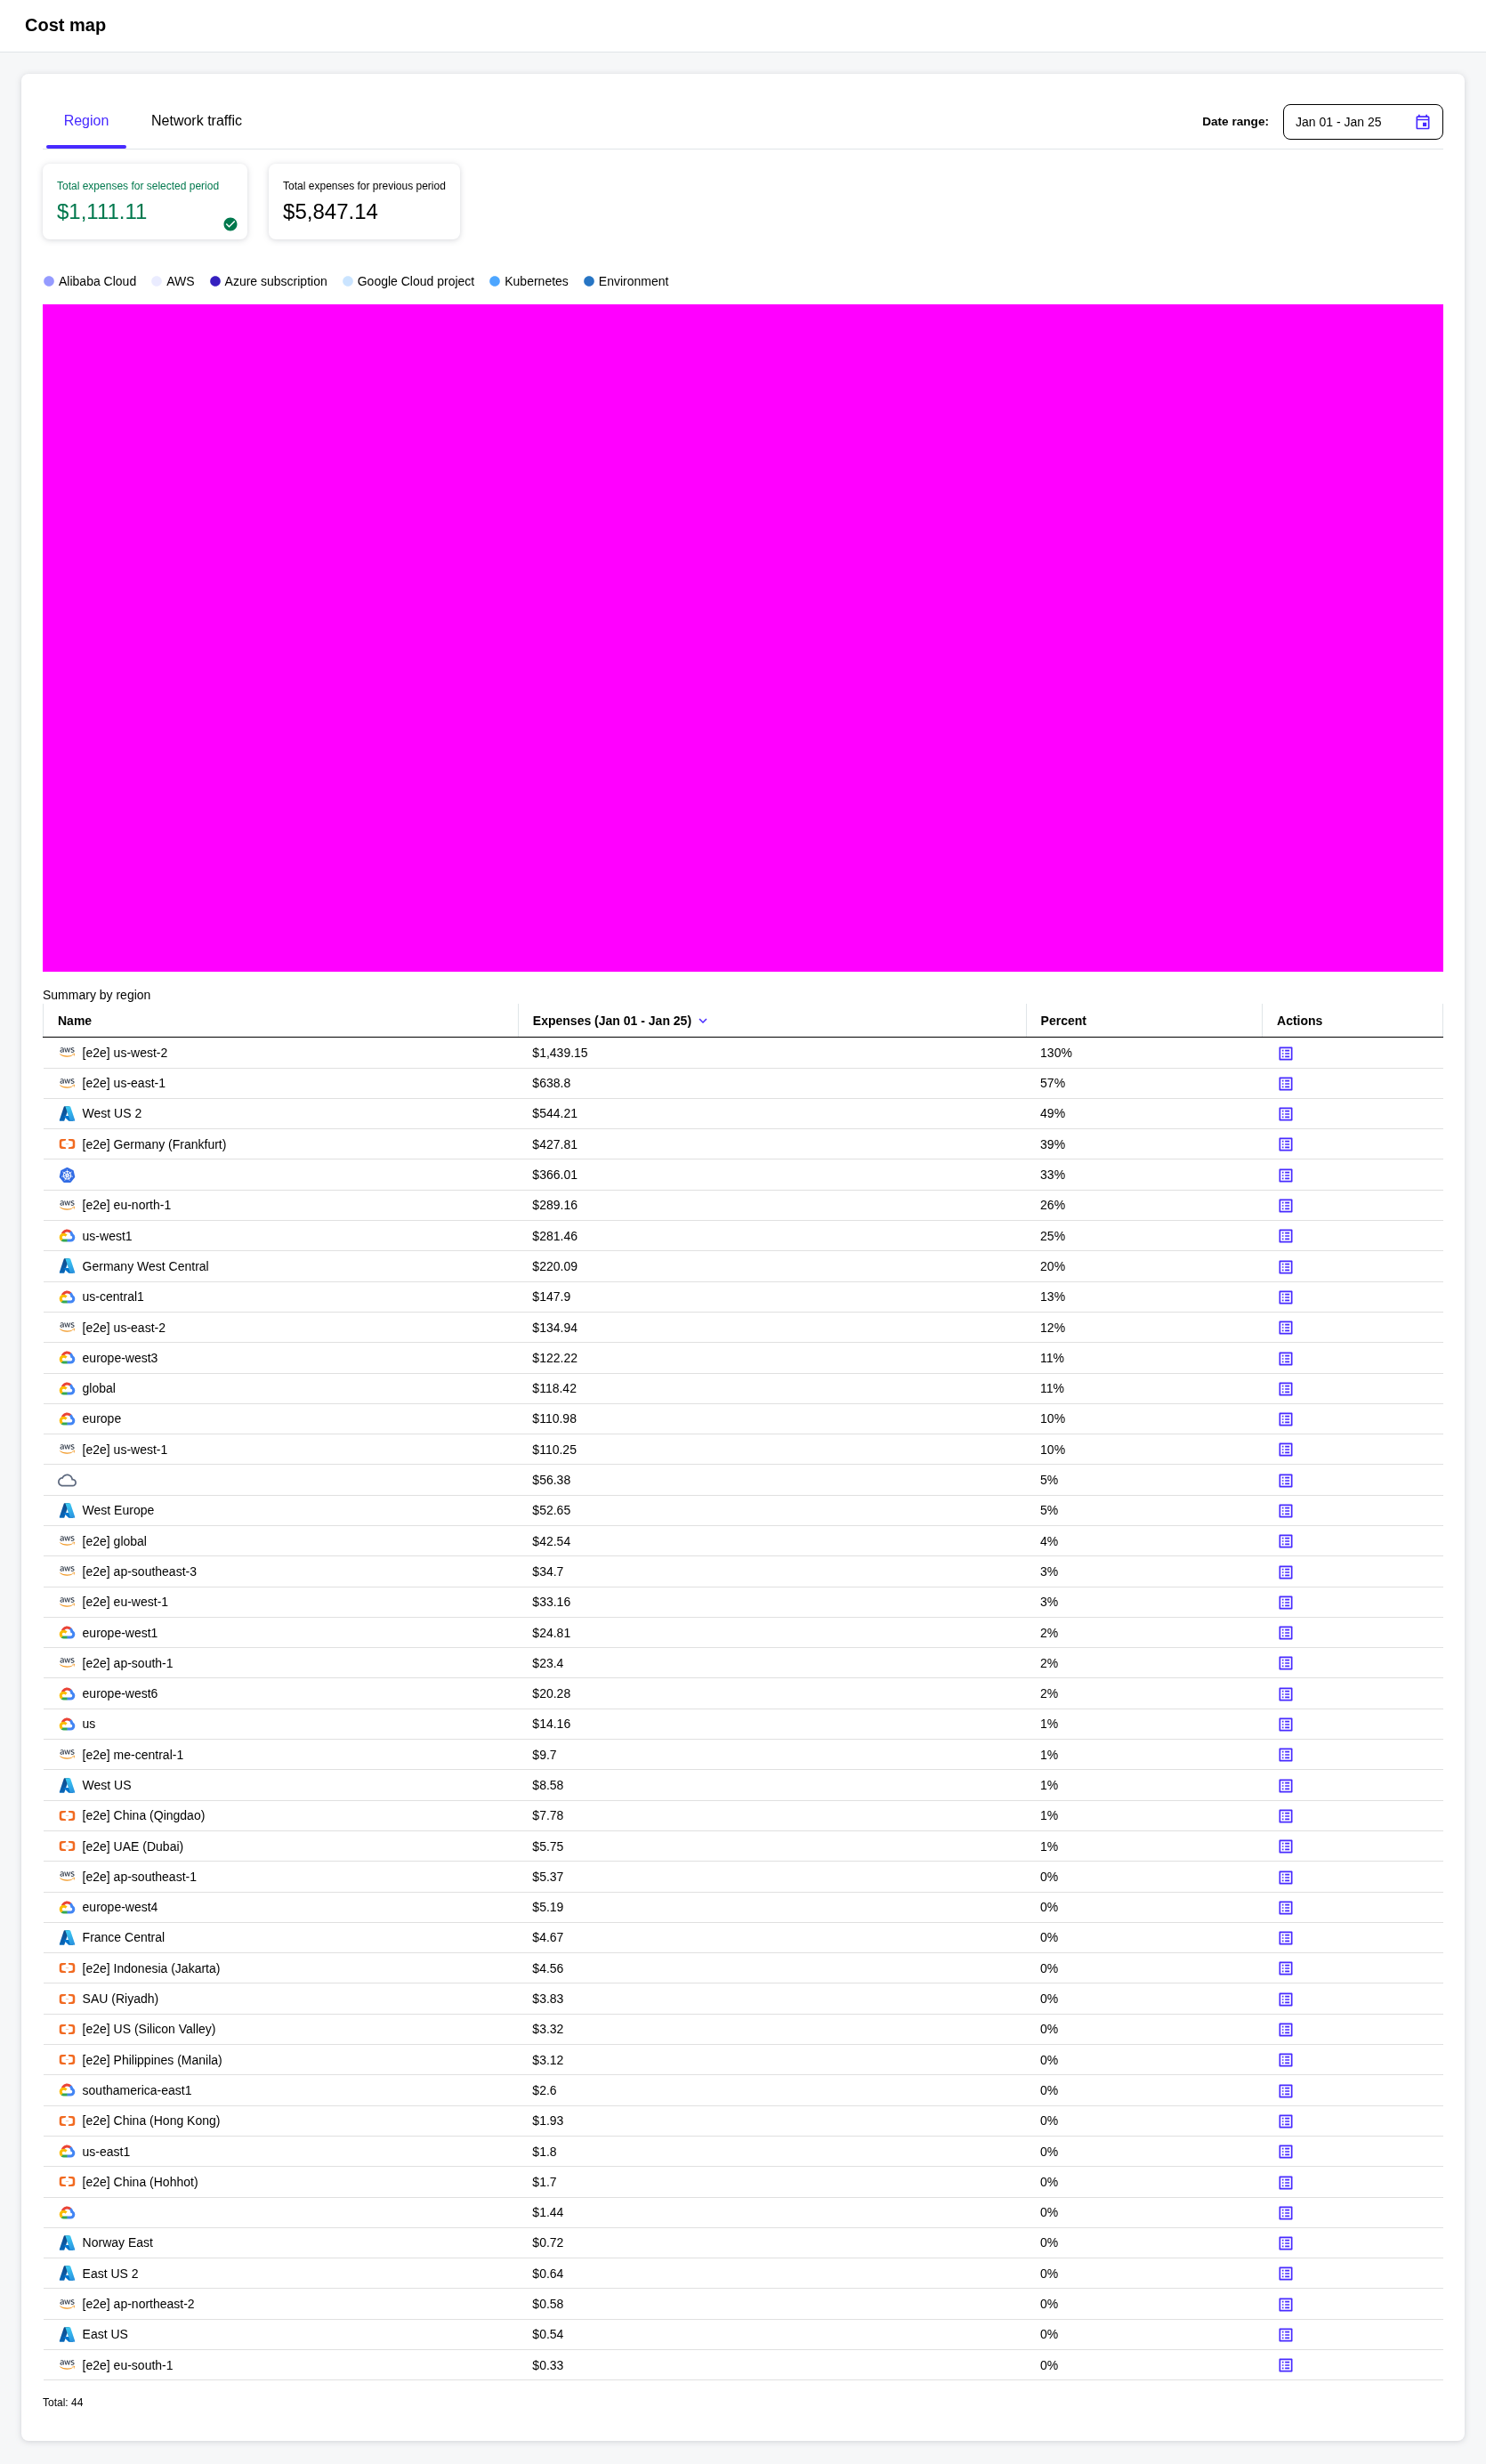 Cost map
Region Network traffic Date range: Jan 01 - Jan 25
Total expenses for selected period Total expenses for previous period
$1,111.11 $5,847.14
Alibaba Cloud AWS Azure subscription Google Cloud project Kubernetes Environment
Summary by region
Name Expenses (Jan 01 - Jan 25) Percent Actions
aws [e2e] us-west-2 $1,439.15 130%
aws [e2e] us-east-1 $638.8 57%
West US 2 $544.21 49%
[e2e] Germany (Frankfurt) $427.81 39%
$366.01 33%
aws [e2e] eu-north-1 $289.16 26%
us-west1 $281.46 25%
Germany West Central $220.09 20%
us-central1 $147.9 13%
aws [e2e] us-east-2 $134.94 12%
europe-west3 $122.22 11%
global $118.42 11%
europe $110.98 10%
aws [e2e] us-west-1 $110.25 10%
$56.38 5%
West Europe $52.65 5%
aws [e2e] global $42.54 4%
aws [e2e] ap-southeast-3 $34.7 3%
aws [e2e] eu-west-1 $33.16 3%
europe-west1 $24.81 2%
aws [e2e] ap-south-1 $23.4 2%
europe-west6 $20.28 2%
us $14.16 1%
aws [e2e] me-central-1 $9.7 1%
West US $8.58 1%
[e2e] China (Qingdao) $7.78 1%
[e2e] UAE (Dubai) $5.75 1%
aws [e2e] ap-southeast-1 $5.37 0%
europe-west4 $5.19 0%
France Central $4.67 0%
[e2e] Indonesia (Jakarta) $4.56 0%
SAU (Riyadh) $3.83 0%
[e2e] US (Silicon Valley) $3.32 0%
[e2e] Philippines (Manila) $3.12 0%
southamerica-east1 $2.6 0%
[e2e] China (Hong Kong) $1.93 0%
us-east1 $1.8 0%
[e2e] China (Hohhot) $1.7 0%
$1.44 0%
Norway East $0.72 0%
East US 2 $0.64 0%
aws [e2e] ap-northeast-2 $0.58 0%
East US $0.54 0%
aws [e2e] eu-south-1 $0.33 0%
Total: 44